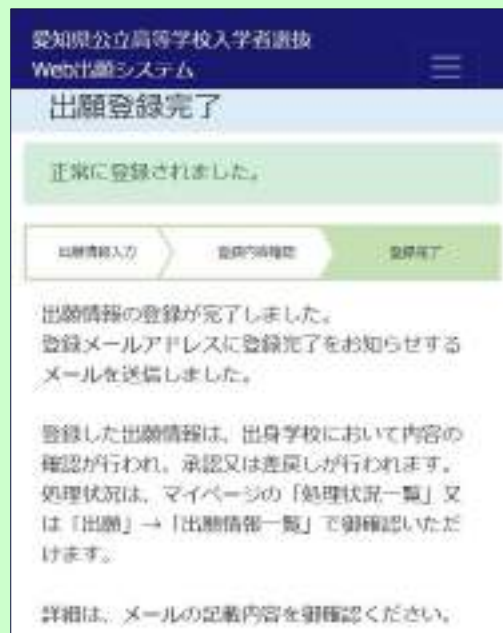 愛知県公立高等学校入学者選抜
Web出願システム
出願登録完了
正常に登録されました。
出願情報入力
登録内容確認
登録完了
出願情報の登録が完了しました。
登録メールアドレスに登録完了をお知らせする
メールを送信しました。
登録した出願情報は、出身学校において内容の
確認が行われ、承認又は差戻しが行われます。
処理状況は、マイページの「処理状況一覧」又
は「出願」→「出願情報一覧」で御確認いただ
けます。
詳細は、メールの記載内容を御確認ください。